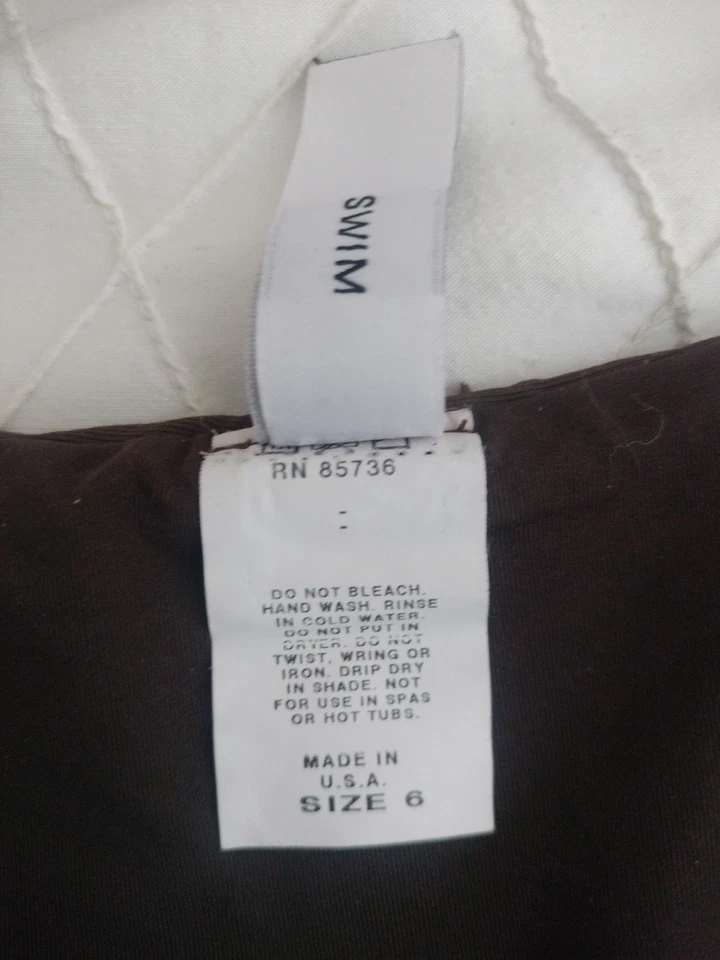 SWIM
RN 85736
DO NOT BLEACH.
HAND WASH. RINSE
IN COLD WATER.
DO NOT PUT IN
DRYER. DO NOT
TWIST, WRING OR
IRON. DRIP DRY
IN SHADE. NOT
FOR USE IN SPAS
OR HOT TUBS.
MADE IN
U.S.A.
SIZE 6